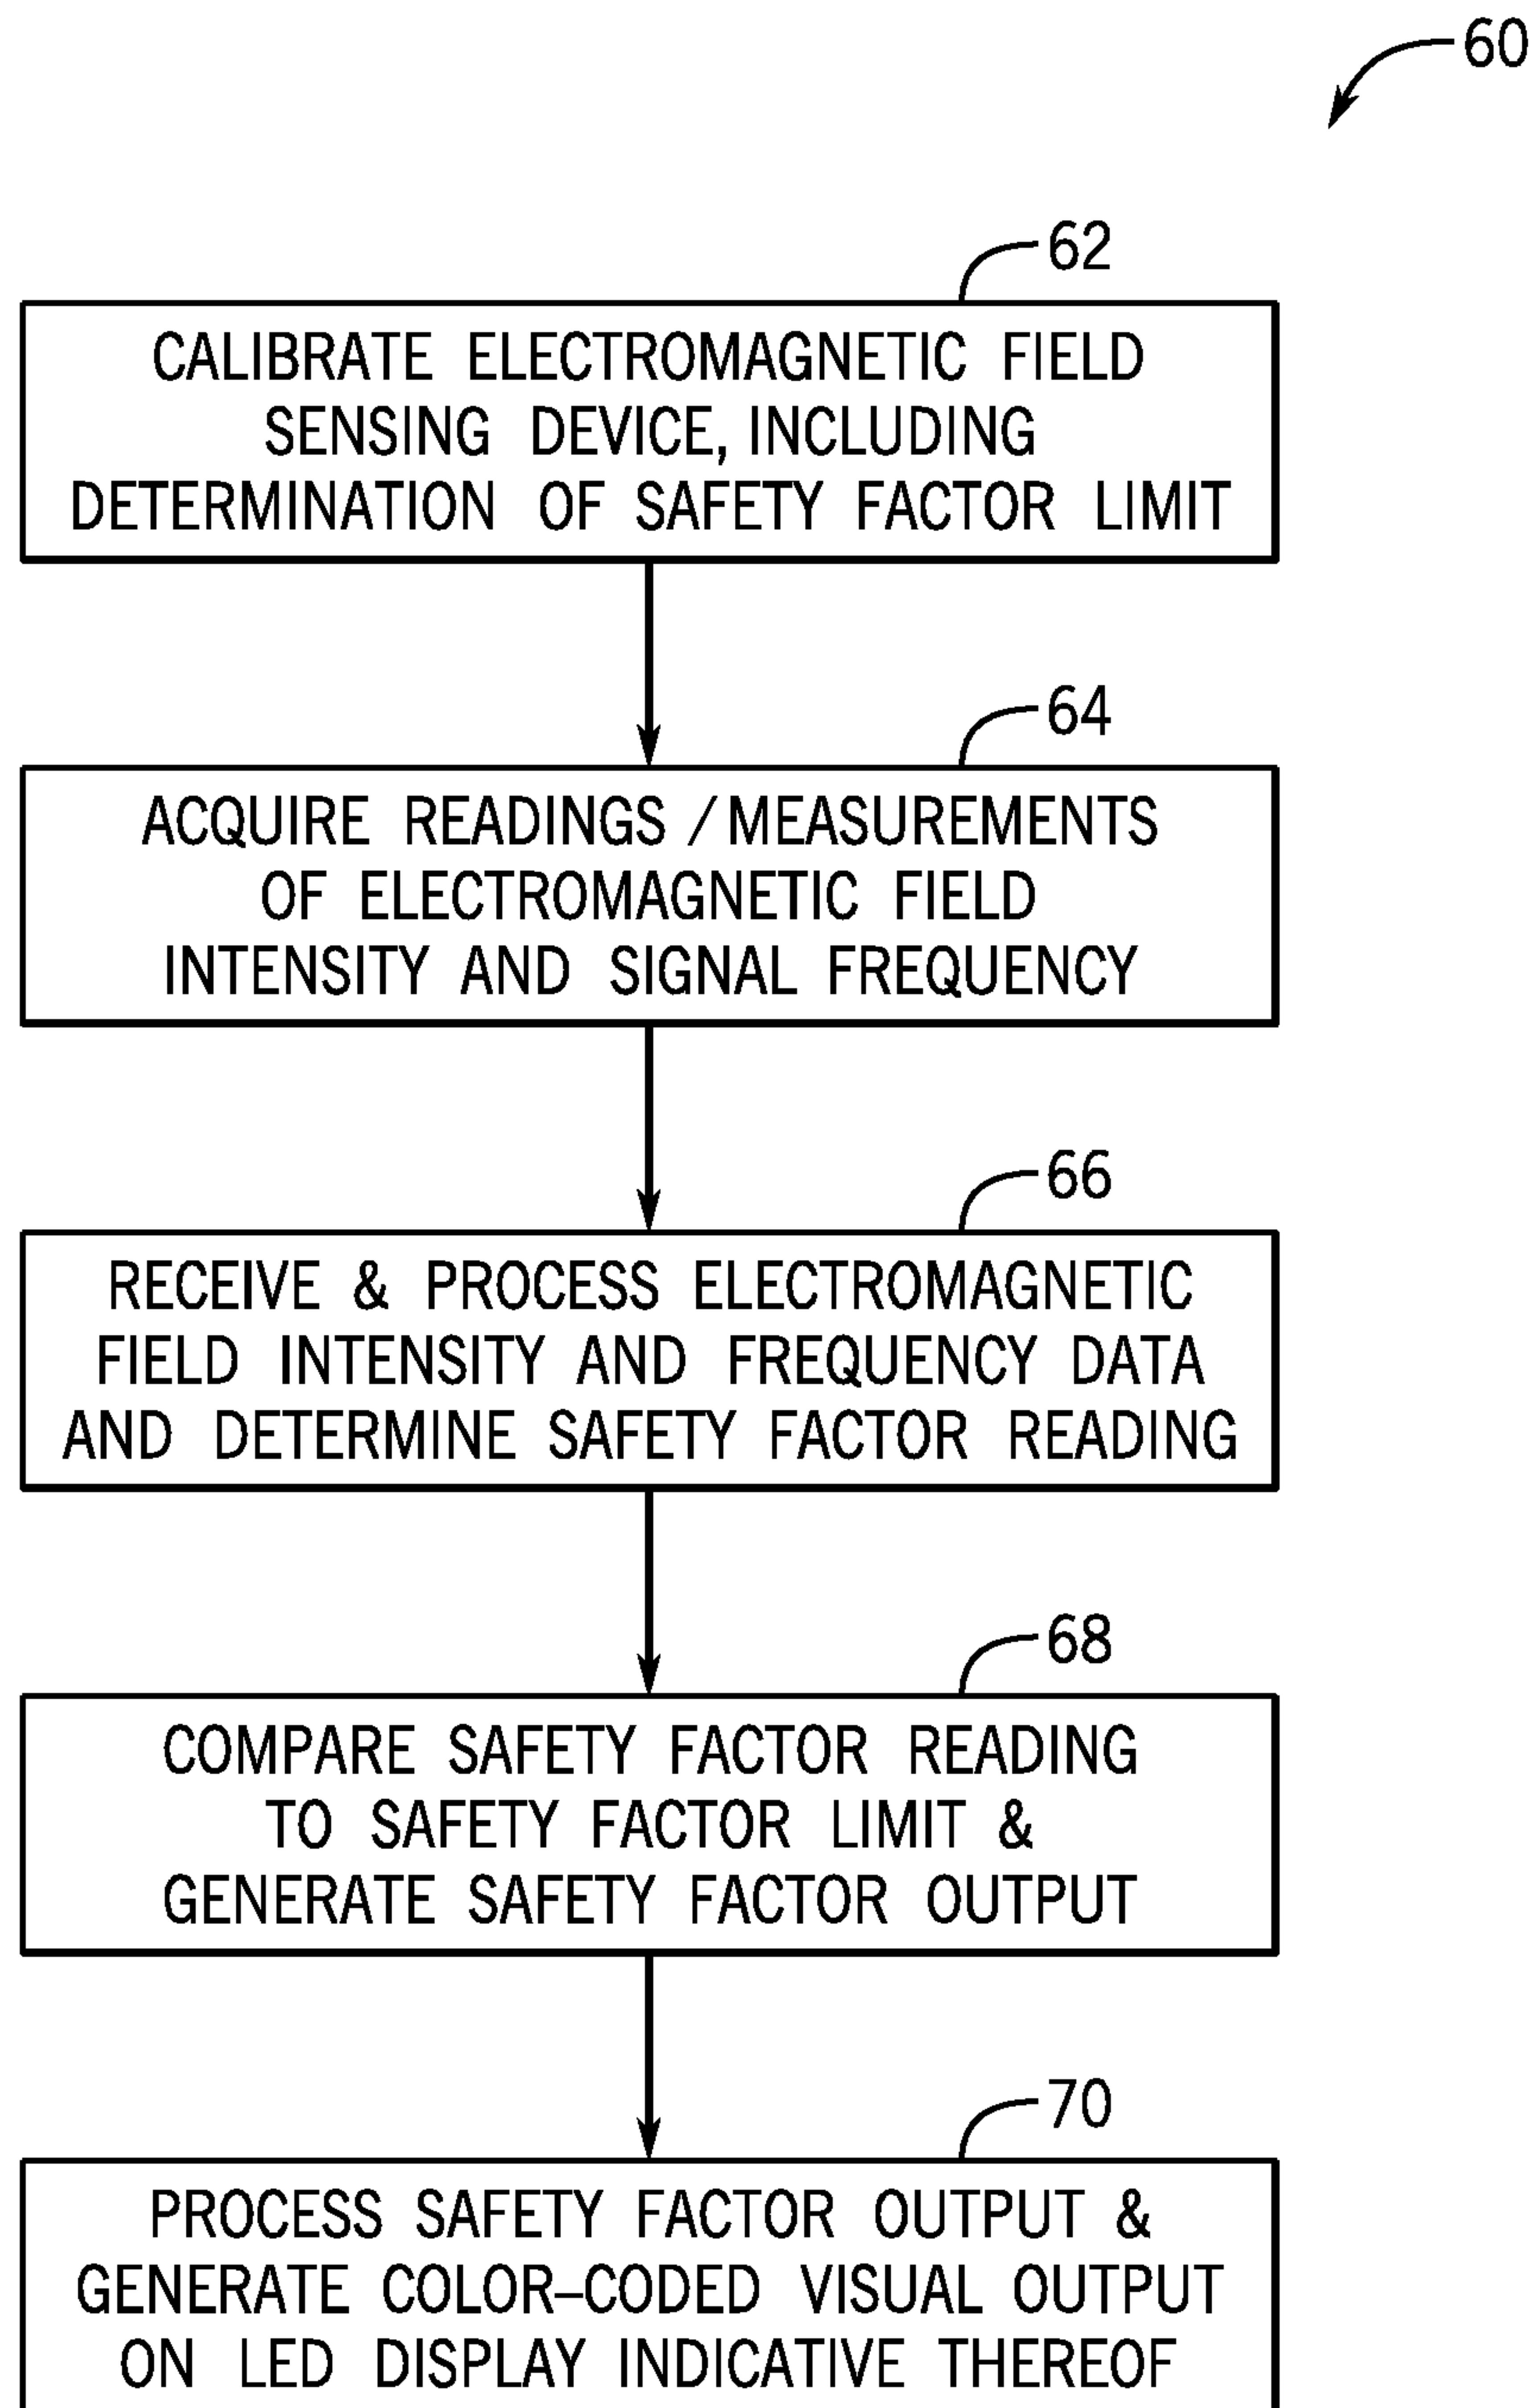 60
62
CALIBRATE ELECTROMAGNETIC FIELD
SENSING DEVICE, INCLUDING
DETERMINATION OF SAFETY FACTOR LIMIT
64
ACQUIRE READINGS / MEASUREMENTS
OF ELECTROMAGNETIC FIELD
INTENSITY AND SIGNAL FREQUENCY
66
RECEIVE & PROCESS ELECTROMAGNETIC
FIELD INTENSITY AND FREQUENCY DATA
AND DETERMINE SAFETY FACTOR READING
68
COMPARE SAFETY FACTOR READING
TO SAFETY FACTOR LIMIT &
GENERATE SAFETY FACTOR OUTPUT
70
PROCESS SAFETY FACTOR OUTPUT &
GENERATE COLOR–CODED VISUAL OUTPUT
ON LED DISPLAY INDICATIVE THEREOF